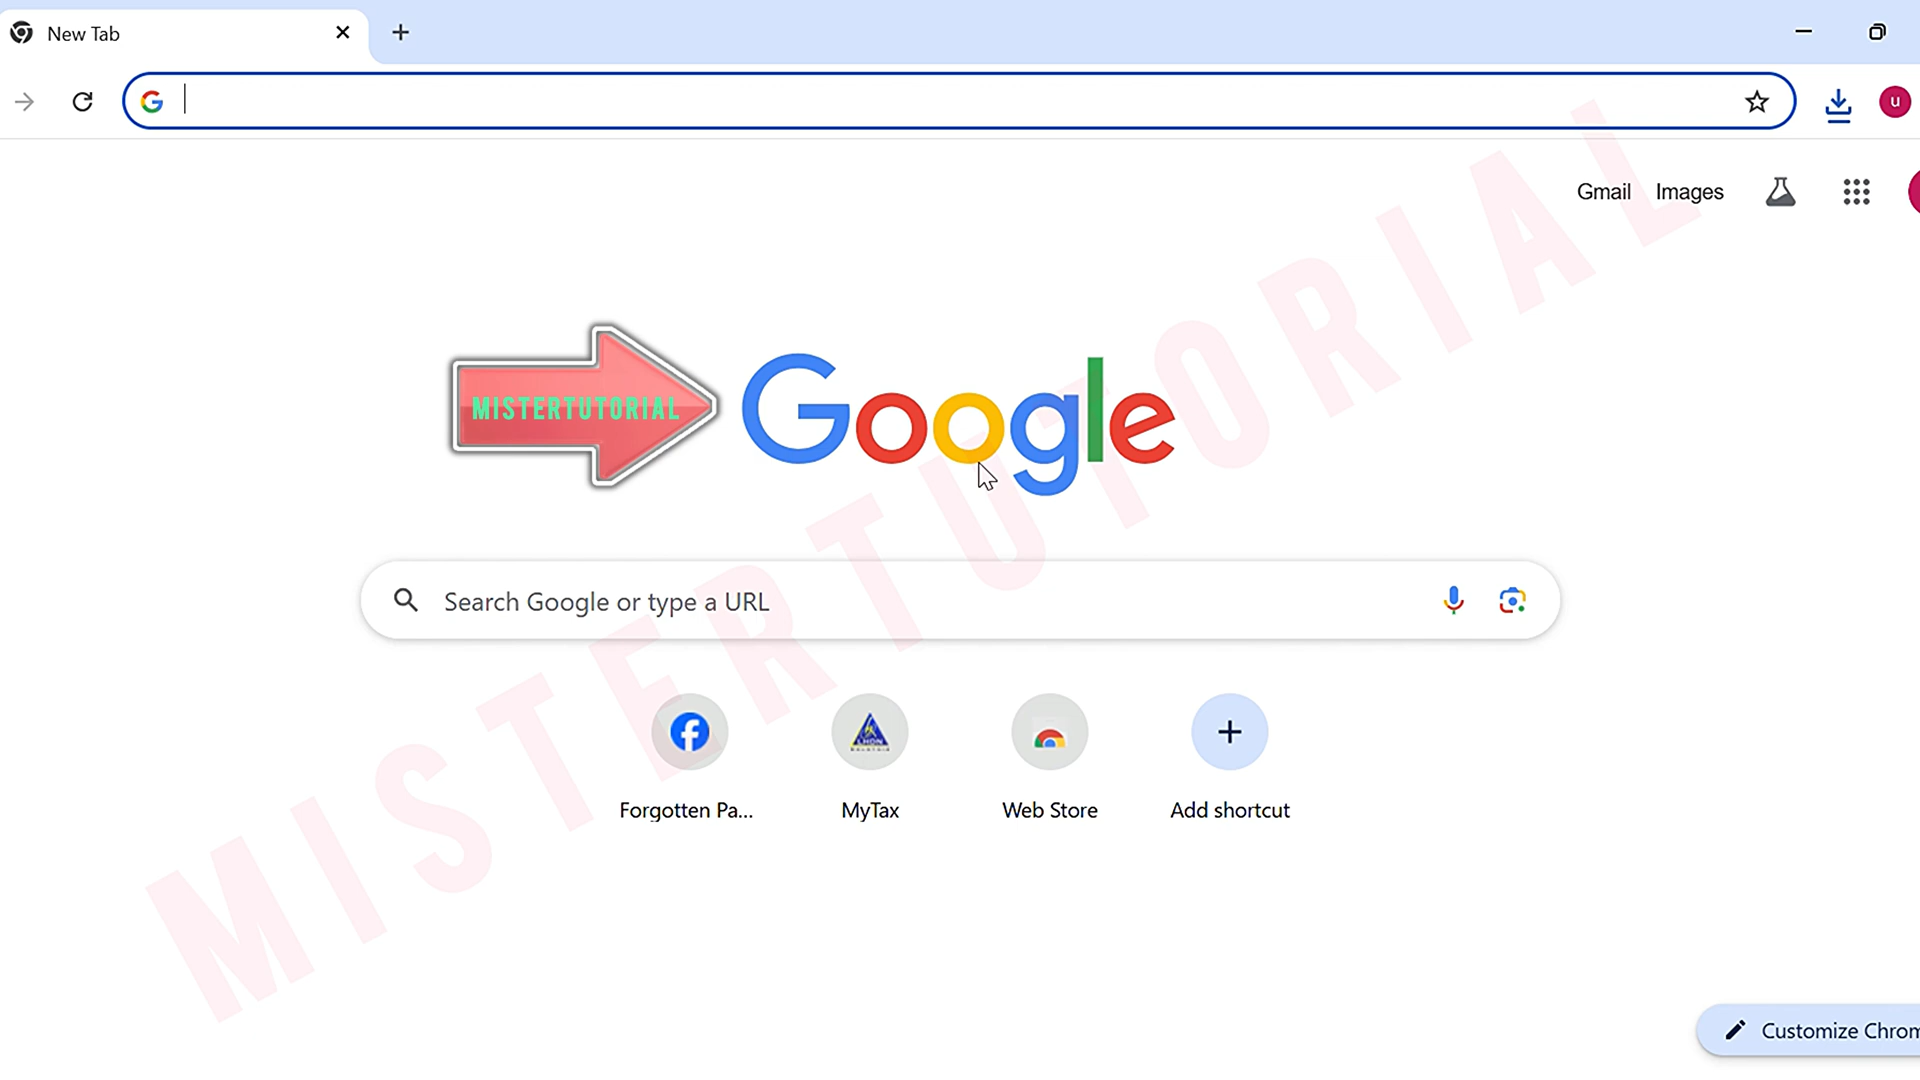 New Tab
u
Gmail Images
MISTERTUTORIAL
Google
Search Google or type a URL
Forgotten Pa... MyTax Web Store Add shortcut
Customize Chrom
MISTERTUTORIAL